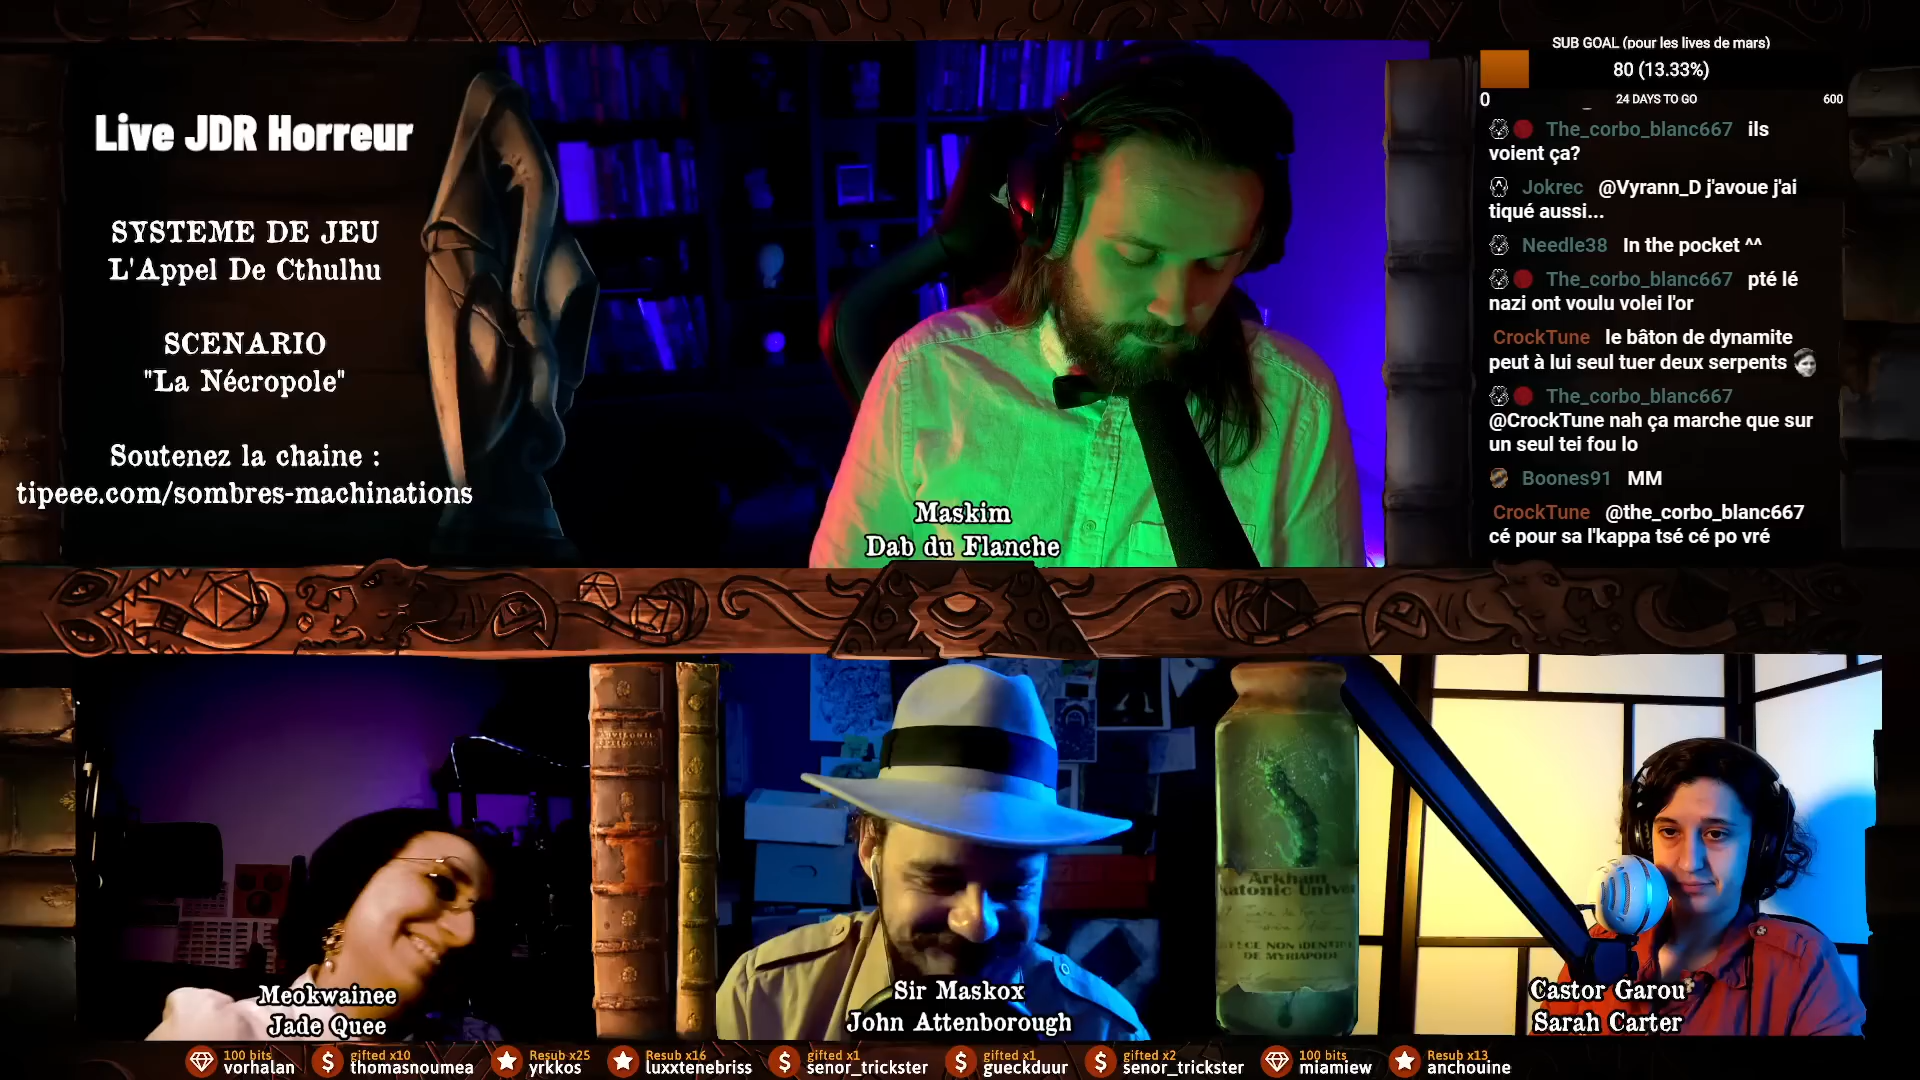 Live JDR Horreur
SYSTEME DE JEU
L'Appel De Cthulhu
SCENARIO
"La Nécropole"
Soutenez la chaine :
tipeee.com/sombres-machinations
Maskim
Dab du Flanche
SUB GOAL (pour les lives de mars)
80 (13.33%)
0
24 DAYS TO GO
600
The_corbo_blanc667 ils
voient ça?
Jokrec @Vyrann_D j'avoue j'ai
tiqué aussi...
Needle38 In the pocket ^^
The_corbo_blanc667 pté lé
nazi ont voulu volei l'or
CrockTune le bâton de dynamite
peut à lui seul tuer deux serpents
The_corbo_blanc667
@CrockTune nah ça marche que sur
un seul tei fou lo
Boones91 MM
CrockTune @the_corbo_blanc667
cé pour sa l'kappa tsé cé po vré
Meokwainee
Jade Quee
Sir Maskox
John Attenborough
Arkham
katonic Univer
DE MYRIAPODE
Castor Garou
Sarah Carter
100 bits
vorhalan
gifted x10
thomasnoumea
Resub x25
yrkkos
Resub x16
luxxtenebriss
gifted x1
senor_trickster
gifted x1
gueckduur
gifted x2
senor_trickster
100 bits
miamiew
Resub x13
anchouine